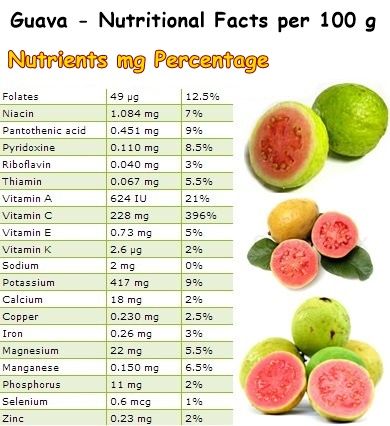 Guava - Nutritional Facts per 100 g
Nutrients mg Percentage
Folates 49 µg 12.5%
Niacin 1.084 mg 7%
Pantothenic acid 0.451 mg 9%
Pyridoxine 0.110 mg 8.5%
Riboflavin 0.040 mg 3%
Thiamin 0.067 mg 5.5%
Vitamin A 624 IU 21%
Vitamin C 228 mg 396%
Vitamin E 0.73 mg 5%
Vitamin K 2.6 µg 2%
Sodium 2 mg 0%
Potassium 417 mg 9%
Calcium 18 mg 2%
Copper 0.230 mg 2.5%
Iron 0.26 mg 3%
Magnesium 22 mg 5.5%
Manganese 0.150 mg 6.5%
Phosphorus 11 mg 2%
Selenium 0.6 mcg 1%
Zinc 0.23 mg 2%